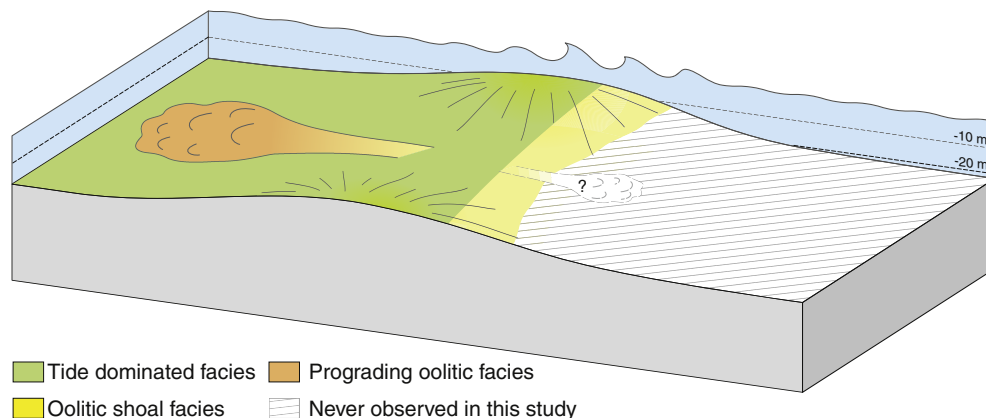 -10 m
-20 m
?
Tide dominated facies
Prograding oolitic facies
Oolitic shoal facies
Never observed in this study